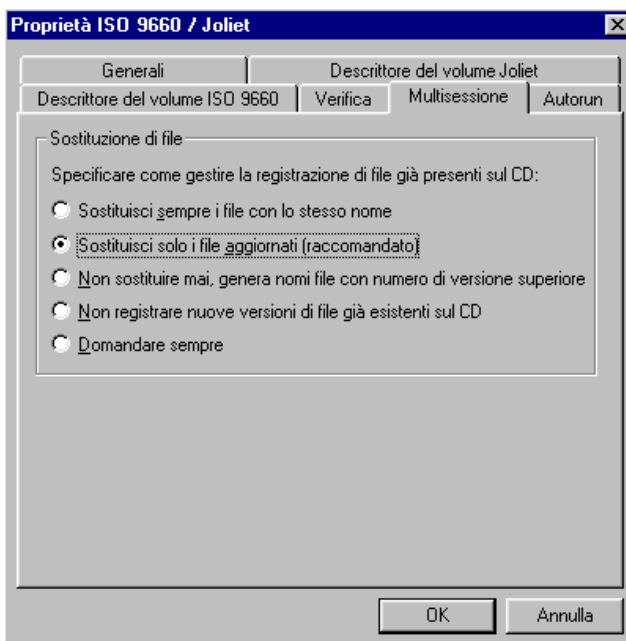 Proprietà ISO 9660 / Joliet
Generali
Descrittore del volume Joliet
Descrittore del volume ISO 9660
Verifica
Multisessione
Autorun
Sostituzione di file
Specificare come gestire la registrazione di file già presenti sul CD:
Sostituisci sempre i file con lo stesso nome
Sostituisci solo i file aggiornati (raccomandato)
Non sostituire mai, genera nomi file con numero di versione superiore
Non registrare nuove versioni di file già esistenti sul CD
Domandare sempre
OK
Annulla